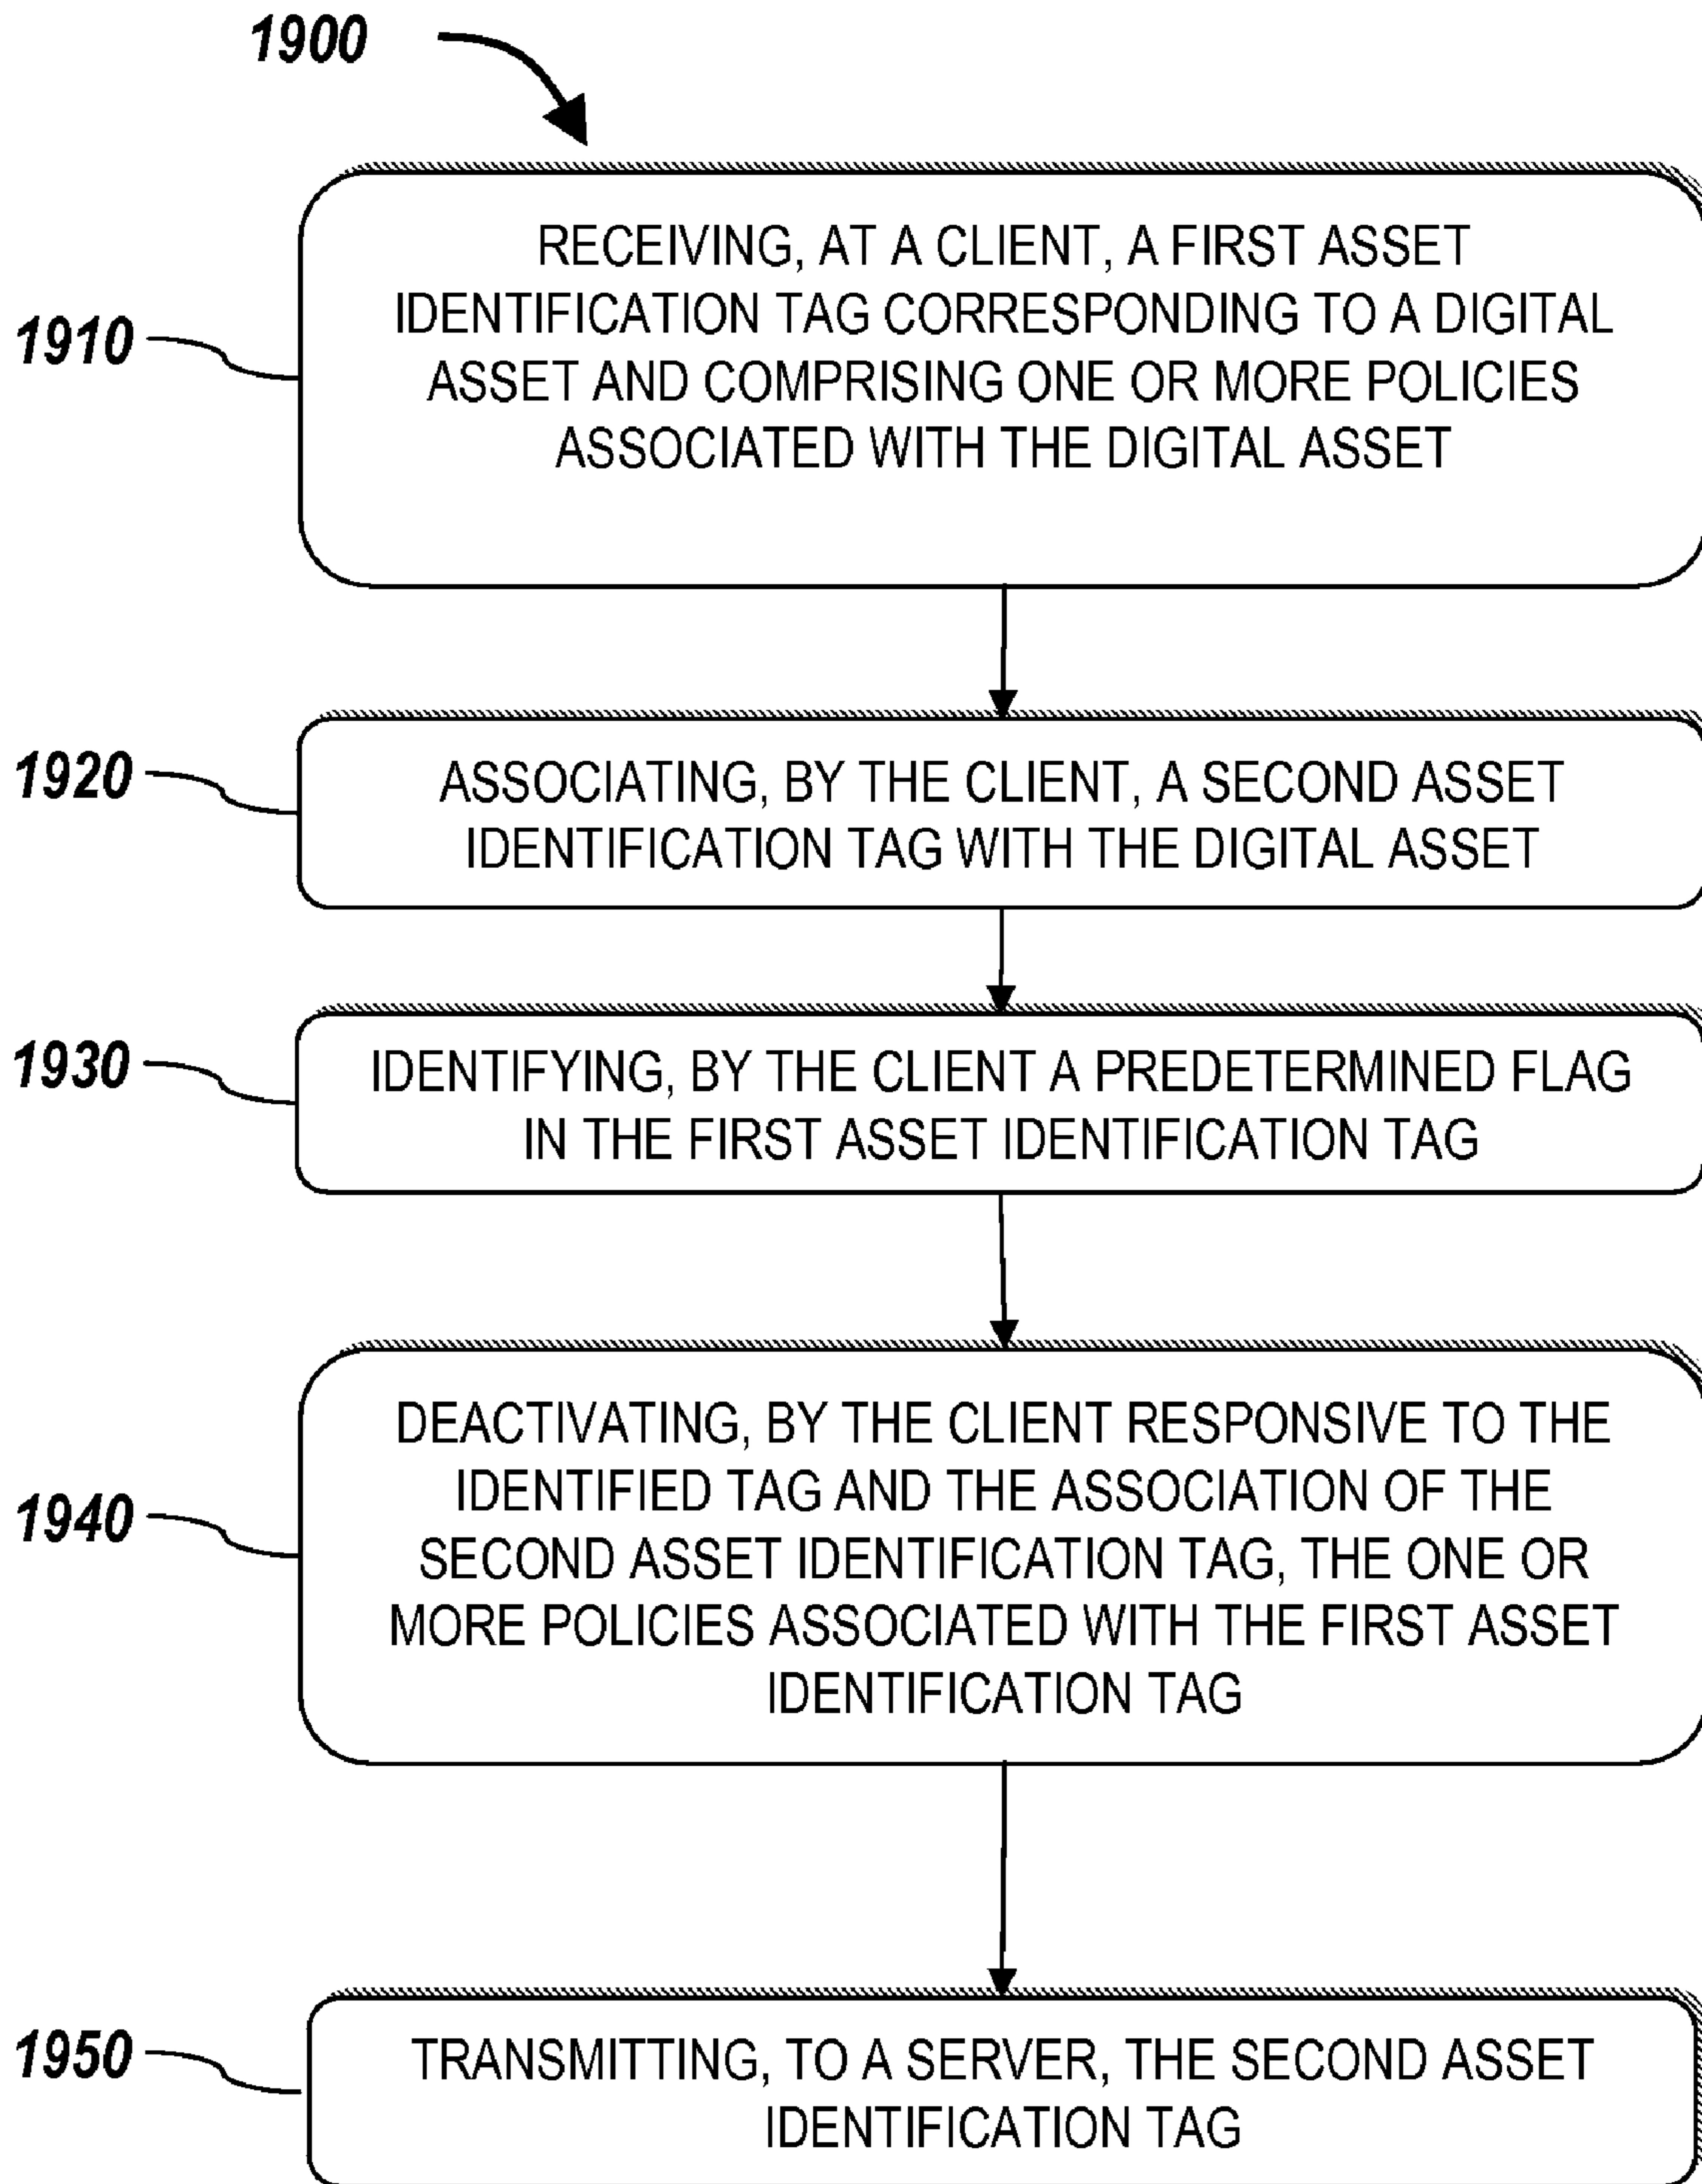 1900
1910
RECEIVING, AT A CLIENT, A FIRST ASSET
IDENTIFICATION TAG CORRESPONDING TO A DIGITAL
ASSET AND COMPRISING ONE OR MORE POLICIES
ASSOCIATED WITH THE DIGITAL ASSET
1920
ASSOCIATING, BY THE CLIENT, A SECOND ASSET
IDENTIFICATION TAG WITH THE DIGITAL ASSET
1930
IDENTIFYING, BY THE CLIENT A PREDETERMINED FLAG
IN THE FIRST ASSET IDENTIFICATION TAG
1940
DEACTIVATING, BY THE CLIENT RESPONSIVE TO THE
IDENTIFIED TAG AND THE ASSOCIATION OF THE
SECOND ASSET IDENTIFICATION TAG, THE ONE OR
MORE POLICIES ASSOCIATED WITH THE FIRST ASSET
IDENTIFICATION TAG
1950
TRANSMITTING, TO A SERVER, THE SECOND ASSET
IDENTIFICATION TAG